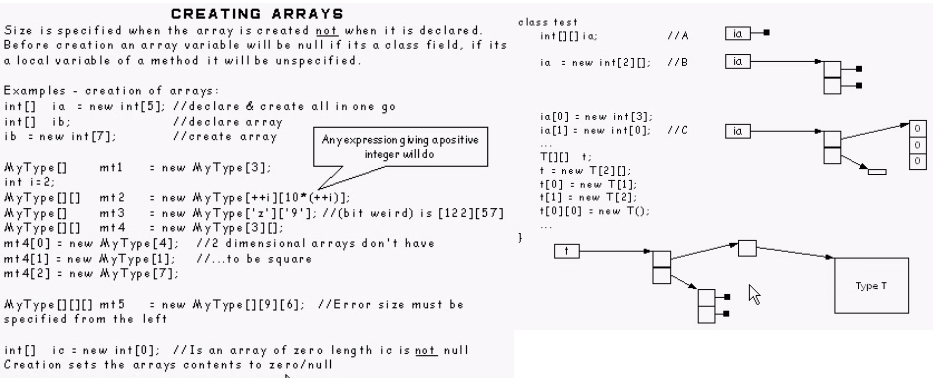 CREATING ARRAYS
Size is specified when the array is created not when it is declared.
Before creation an array variable will be null if its a class field, if its
a local variable of a method it will be unspecified.
Examples - creation of arrays:
int[] ia = new int[5]; //declare & create all in one go
int[] ib; //declare array
ib = new int[7]; //create array
Any expression giving a positive
integer will do
MyType[] mt1 = new MyType[3];
int i=2;
MyType[][] mt2 = new MyType[++i][10*(++i)];
MyType[] mt3 = new MyType['z']['9']; //(bit weird) is [122][57]
MyType[][] mt4 = new MyType[3][];
mt4[0] = new MyType[4]; //2 dimensional arrays don't have
mt4[1] = new MyType[1]; //...to be square
mt4[2] = new MyType[7];
MyType[][][] mt5 = new MyType[][9][6]; //Error size must be
specified from the left
int[] ic = new int[0]; //Is an array of zero length ic is not null
Creation sets the arrays contents to zero/null
class test
int[][] ia; //A
ia
ia = new int[2][]; //B
ia
ia[0] = new int[3];
ia[1] = new int[0]; //C
ia
0
0
0
...
T[][] t;
t = new T[2][];
t[0] = new T[1];
t[1] = new T[2];
t[0][0] = new T();
...
}
t
Type T